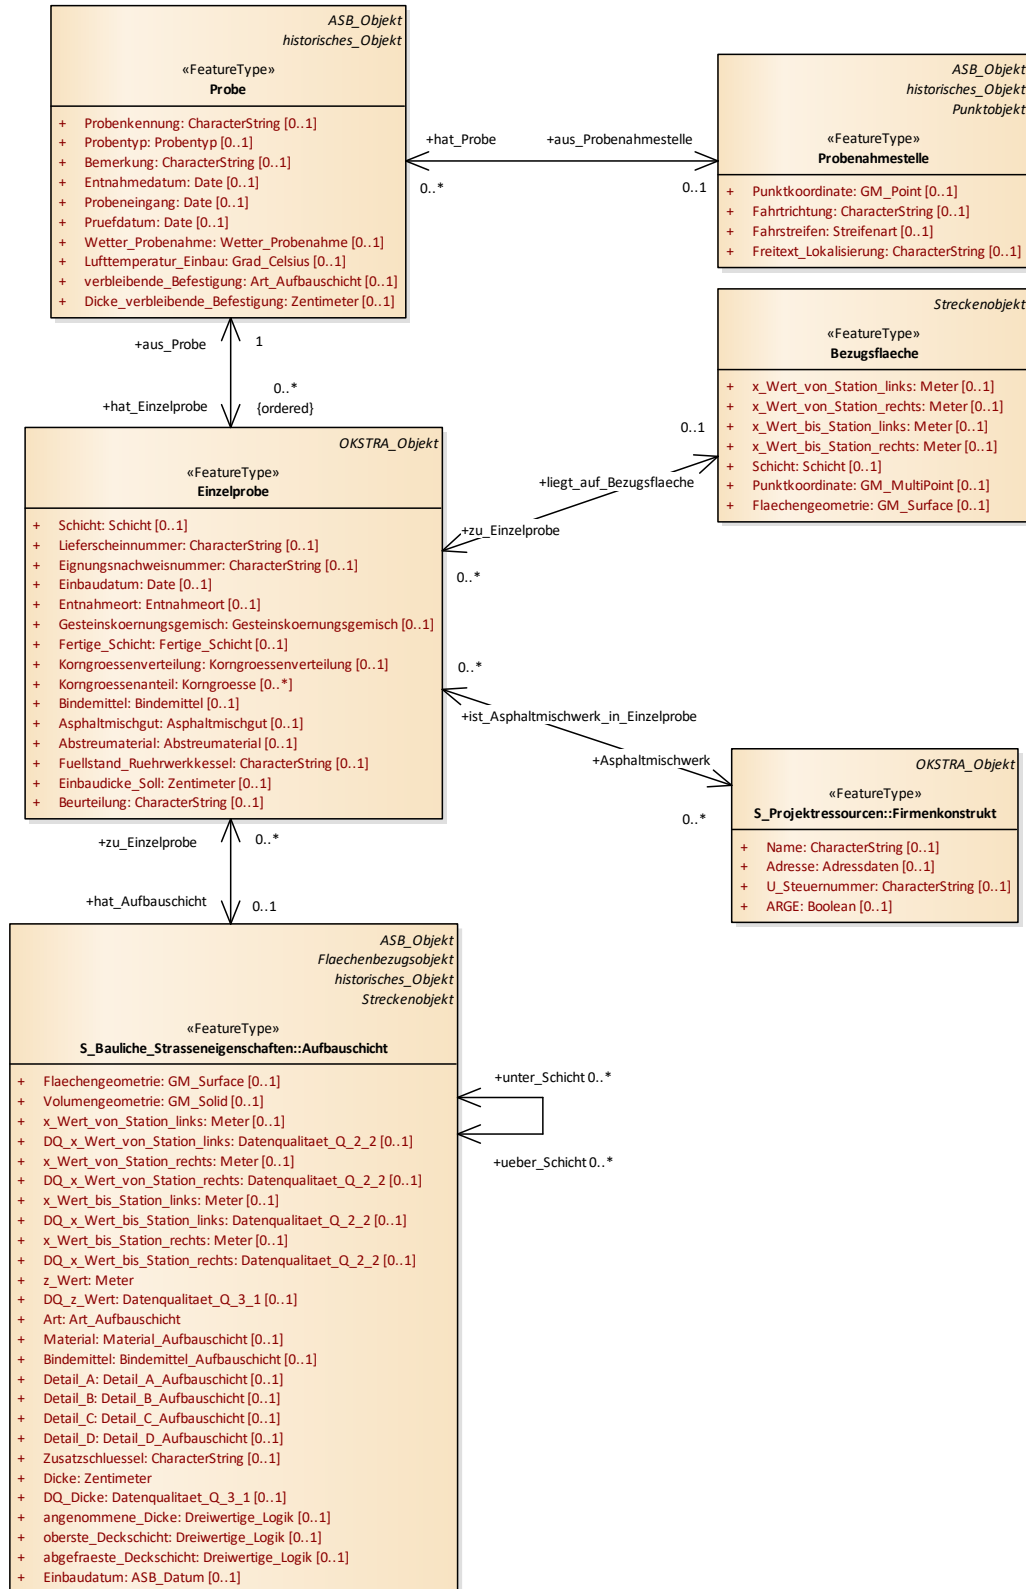 ASB_Objekt
historisches_Objekt
«FeatureType»
Probe
+ Probenkennung: CharacterString [0..1]
+ Probentyp: Probentyp [0..1]
+ Bemerkung: CharacterString [0..1]
+ Entnahmedatum: Date [0..1]
+ Probeneingang: Date [0..1]
+ Pruefdatum: Date [0..1]
+ Wetter_Probenahme: Wetter_Probenahme [0..1]
+ Lufttemperatur_Einbau: Grad_Celsius [0..1]
+ verbleibende_Befestigung: Art_Aufbauschicht [0..1]
+ Dicke_verbleibende_Befestigung: Zentimeter [0..1]
+hat_Probe
0..*
+aus_Probenahmestelle
0..1
ASB_Objekt
historisches_Objekt
Punktobjekt
«FeatureType»
Probenahmestelle
+ Punktkoordinate: GM_Point [0..1]
+ Fahrtrichtung: CharacterString [0..1]
+ Fahrstreifen: Streifenart [0..1]
+ Freitext_Lokalisierung: CharacterString [0..1]
+aus_Probe
1
0..*
{ordered}
+hat_Einzelprobe
Streckenobjekt
«FeatureType»
Bezugsflaeche
+ x_Wert_von_Station_links: Meter [0..1]
+ x_Wert_von_Station_rechts: Meter [0..1]
+ x_Wert_bis_Station_links: Meter [0..1]
+ x_Wert_bis_Station_rechts: Meter [0..1]
+ Schicht: Schicht [0..1]
+ Punktkoordinate: GM_MultiPoint [0..1]
+ Flaechengeometrie: GM_Surface [0..1]
OKSTRA_Objekt
«FeatureType»
Einzelprobe
+ Schicht: Schicht [0..1]
+ Lieferscheinnummer: CharacterString [0..1]
+ Eignungsnachweisnummer: CharacterString [0..1]
+ Einbaudatum: Date [0..1]
+ Entnahmeort: Entnahmeort [0..1]
+ Gesteinskoernungsgemisch: Gesteinskoernungsgemisch [0..1]
+ Fertige_Schicht: Fertige_Schicht [0..1]
+ Korngroessenverteilung: Korngroessenverteilung [0..1]
+ Korngroessenanteil: Korngroesse [0..*]
+ Bindemittel: Bindemittel [0..1]
+ Asphaltmischgut: Asphaltmischgut [0..1]
+ Abstreumaterial: Abstreumaterial [0..1]
+ Fuellstand_Ruehrwerkkessel: CharacterString [0..1]
+ Einbaudicke_Soll: Zentimeter [0..1]
+ Beurteilung: CharacterString [0..1]
0..1
+liegt_auf_Bezugsflaeche
+zu_Einzelprobe
0..*
0..*
+ist_Asphaltmischwerk_in_Einzelprobe
+Asphaltmischwerk
0..*
OKSTRA_Objekt
«FeatureType»
S_Projektressourcen::Firmenkonstrukt
+ Name: CharacterString [0..1]
+ Adresse: Adressdaten [0..1]
+ U_Steuernummer: CharacterString [0..1]
+ ARGE: Boolean [0..1]
+zu_Einzelprobe
0..*
+hat_Aufbauschicht
0..1
ASB_Objekt
Flaechenbezugsobjekt
historisches_Objekt
Streckenobjekt
«FeatureType»
S_Bauliche_Strasseneigenschaften::Aufbauschicht
+ Flaechengeometrie: GM_Surface [0..1]
+ Volumengeometrie: GM_Solid [0..1]
+ x_Wert_von_Station_links: Meter [0..1]
+ DQ_x_Wert_von_Station_links: Datenqualitaet_Q_2_2 [0..1]
+ x_Wert_von_Station_rechts: Meter [0..1]
+ DQ_x_Wert_von_Station_rechts: Datenqualitaet_Q_2_2 [0..1]
+ x_Wert_bis_Station_links: Meter [0..1]
+ DQ_x_Wert_bis_Station_links: Datenqualitaet_Q_2_2 [0..1]
+ x_Wert_bis_Station_rechts: Meter [0..1]
+ DQ_x_Wert_bis_Station_rechts: Datenqualitaet_Q_2_2 [0..1]
+ z_Wert: Meter
+ DQ_z_Wert: Datenqualitaet_Q_3_1 [0..1]
+ Art: Art_Aufbauschicht
+ Material: Material_Aufbauschicht [0..1]
+ Bindemittel: Bindemittel_Aufbauschicht [0..1]
+ Detail_A: Detail_A_Aufbauschicht [0..1]
+ Detail_B: Detail_B_Aufbauschicht [0..1]
+ Detail_C: Detail_C_Aufbauschicht [0..1]
+ Detail_D: Detail_D_Aufbauschicht [0..1]
+ Zusatzschluessel: CharacterString [0..1]
+ Dicke: Zentimeter
+ DQ_Dicke: Datenqualitaet_Q_3_1 [0..1]
+ angenommene_Dicke: Dreiwertige_Logik [0..1]
+ oberste_Deckschicht: Dreiwertige_Logik [0..1]
+ abgefraeste_Deckschicht: Dreiwertige_Logik [0..1]
+ Einbaudatum: ASB_Datum [0..1]
+unter_Schicht 0..*
+ueber_Schicht 0..*